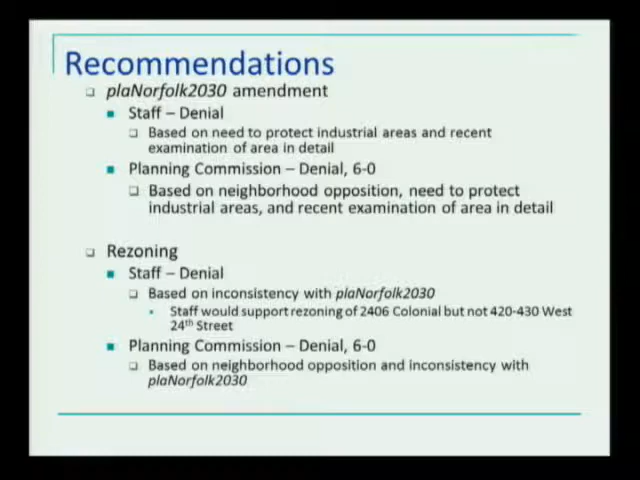 Recommendations
plaNorfolk2030 amendment
Staff – Denial
Based on need to protect industrial areas and recent
examination of area in detail
Planning Commission – Denial, 6-0
Based on neighborhood opposition, need to protect
industrial areas, and recent examination of area in detail
Rezoning
Staff – Denial
Based on inconsistency with plaNorfolk2030
Staff would support rezoning of 2406 Colonial but not 420-430 West
24th Street
Planning Commission – Denial, 6-0
Based on neighborhood opposition and inconsistency with
plaNorfolk2030